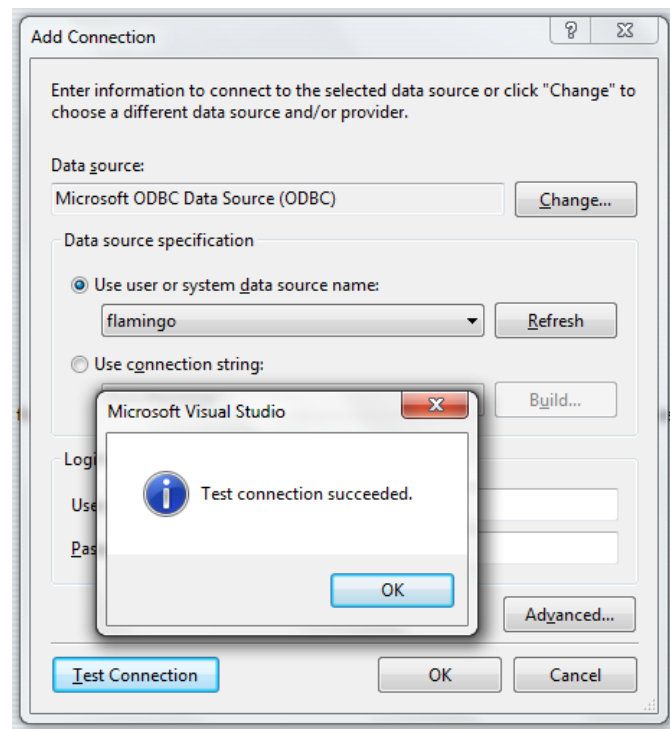 Add Connection
Enter information to connect to the selected data source or click "Change" to
choose a different data source and/or provider.
Data source:
Microsoft ODBC Data Source (ODBC)
Change...
Data source specification
Use user or system data source name:
flamingo
Refresh
Use connection string:
Build...
Microsoft Visual Studio
Test connection succeeded.
OK
Advanced...
Test Connection
OK
Cancel